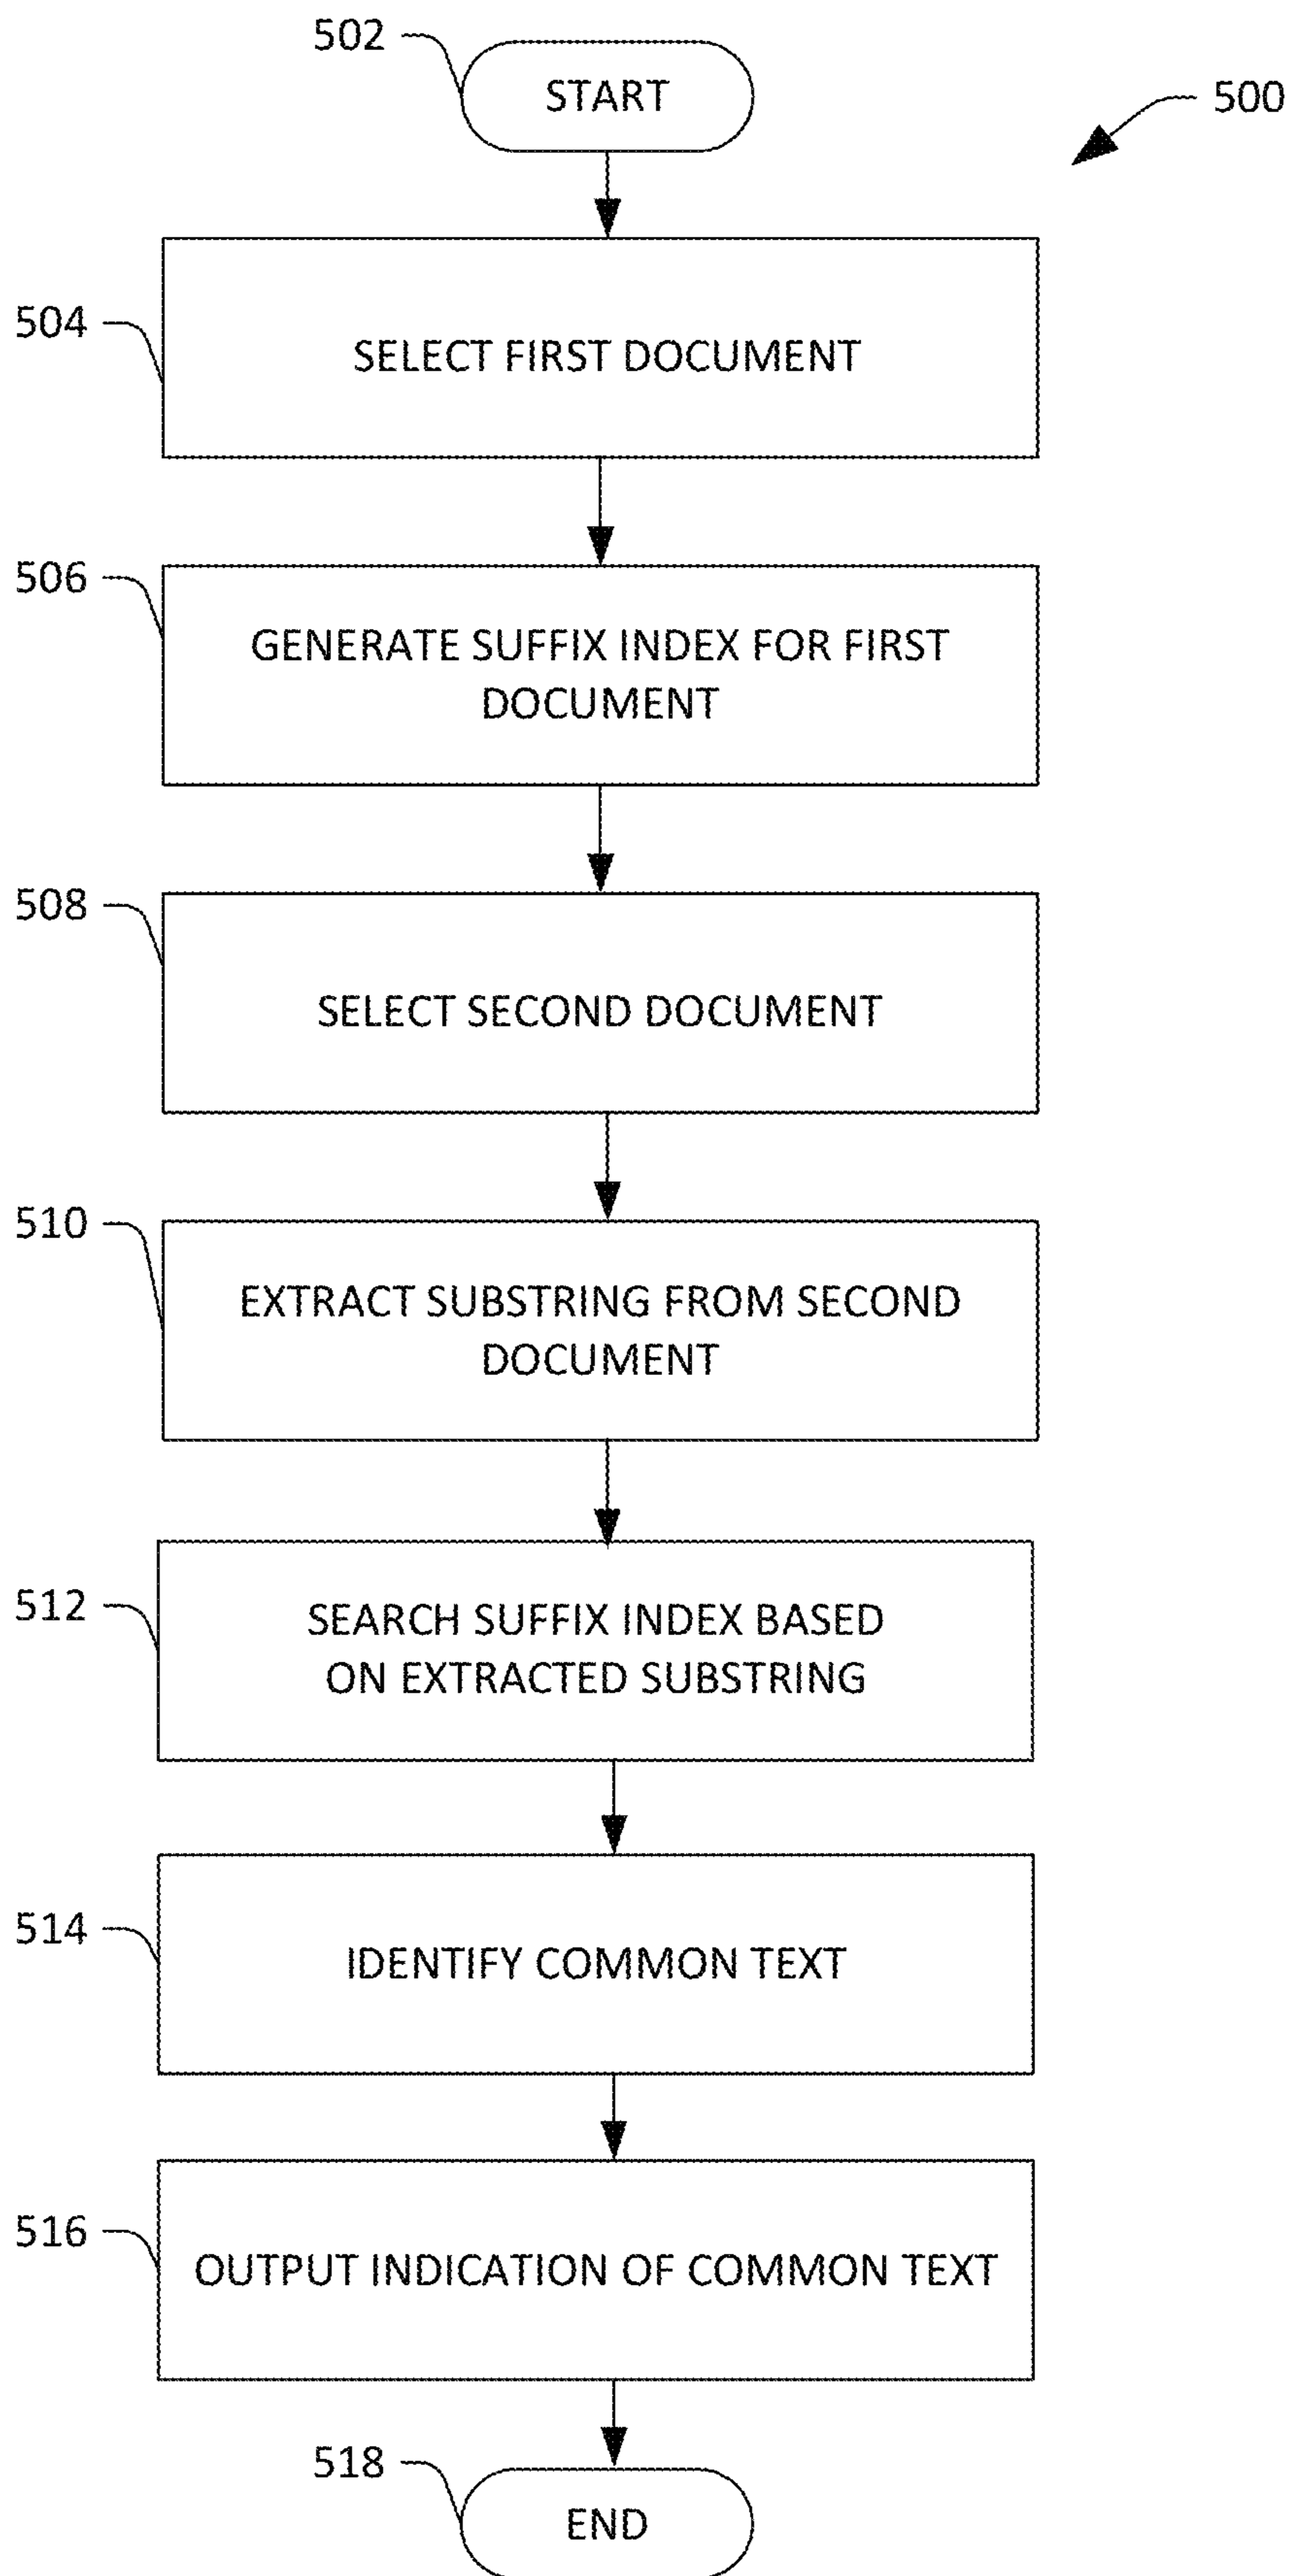 502
START
500
504
SELECT FIRST DOCUMENT
506
GENERATE SUFFIX INDEX FOR FIRST
DOCUMENT
508
SELECT SECOND DOCUMENT
510
EXTRACT SUBSTRING FROM SECOND
DOCUMENT
512
SEARCH SUFFIX INDEX BASED
ON EXTRACTED SUBSTRING
514
IDENTIFY COMMON TEXT
516
OUTPUT INDICATION OF COMMON TEXT
518
END